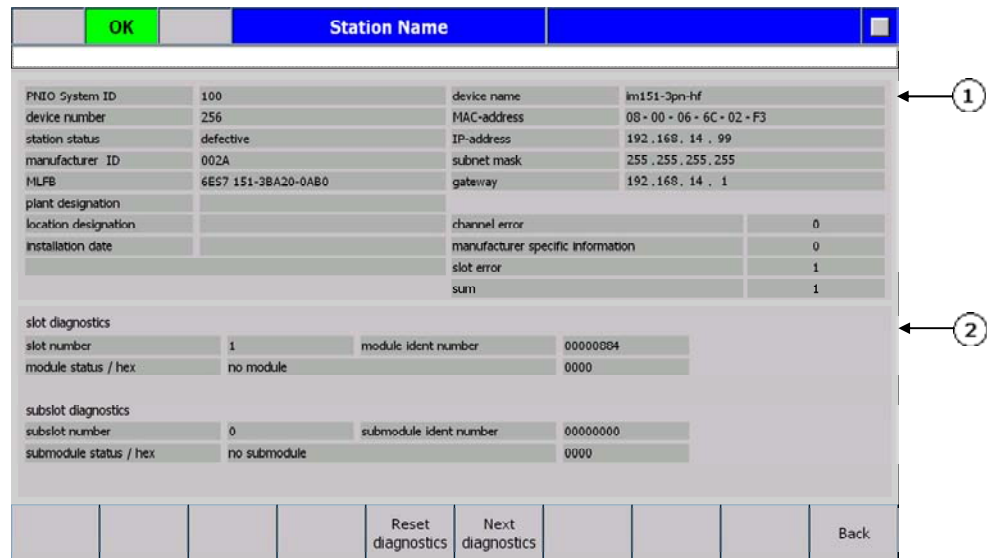 OK Station Name
PNIO System ID 100 device name im151-3pn-hf
device number 256 MAC-address 08 - 00 - 06 - 6C - 02 - F3
station status defective IP-address 192 . 168 . 14 . 99
manufacturer ID 002A subnet mask 255 . 255 . 255 . 255
MLFB 6ES7 151-3BA20-0AB0 gateway 192 . 168 . 14 . 1
plant designation
location designation channel error 0
installation date manufacturer specific information 0
slot error 1
sum 1
slot diagnostics
slot number 1 module ident number 00000884
module status / hex no module 0000
subslot diagnostics
subslot number 0 submodule ident number 00000000
submodule status / hex no submodule 0000
Reset diagnostics Next diagnostics Back
1
2